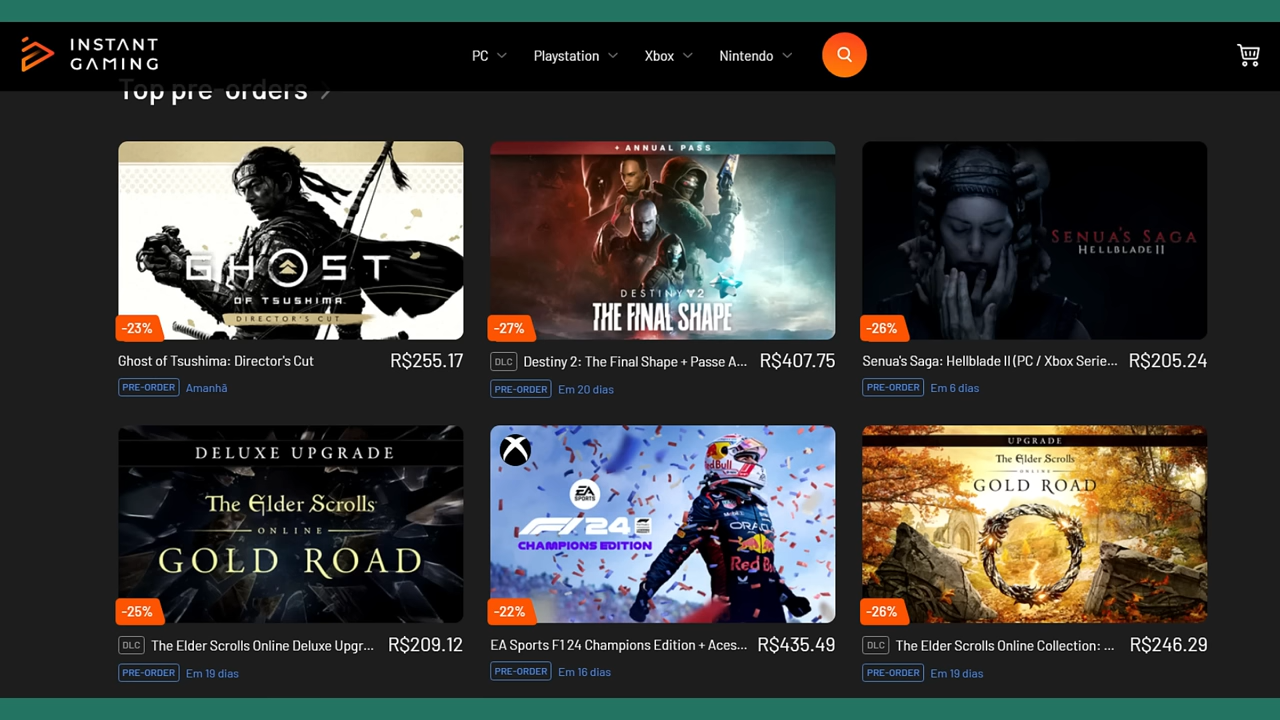 INSTANT
GAMING
PC
Playstation
Xbox
Nintendo
Top pre-orders
GHOST
OF TSUSHIMA
DIRECTOR'S CUT
-23%
Ghost of Tsushima: Director's Cut
R$255.17
PRE-ORDER Amanhã
+ ANNUAL PASS
DESTINY 2
THE FINAL SHAPE
-27%
DLC Destiny 2: The Final Shape + Passe A...
R$407.75
PRE-ORDER Em 20 dias
SENUA'S SAGA
HELLBLADE II
-26%
Senua's Saga: Hellblade II (PC / Xbox Serie...
R$205.24
PRE-ORDER Em 6 dias
DELUXE UPGRADE
The Elder Scrolls
ONLINE
GOLD ROAD
-25%
DLC The Elder Scrolls Online Deluxe Upgr...
R$209.12
PRE-ORDER Em 19 dias
EA
SPORTS
F1 24
CHAMPIONS EDITION
Red Bull
ORACLE
Red Bull
-22%
EA Sports F1 24 Champions Edition + Aces...
R$435.49
PRE-ORDER Em 16 dias
UPGRADE
The Elder Scrolls
ONLINE
GOLD ROAD
-26%
DLC The Elder Scrolls Online Collection: ...
R$246.29
PRE-ORDER Em 19 dias